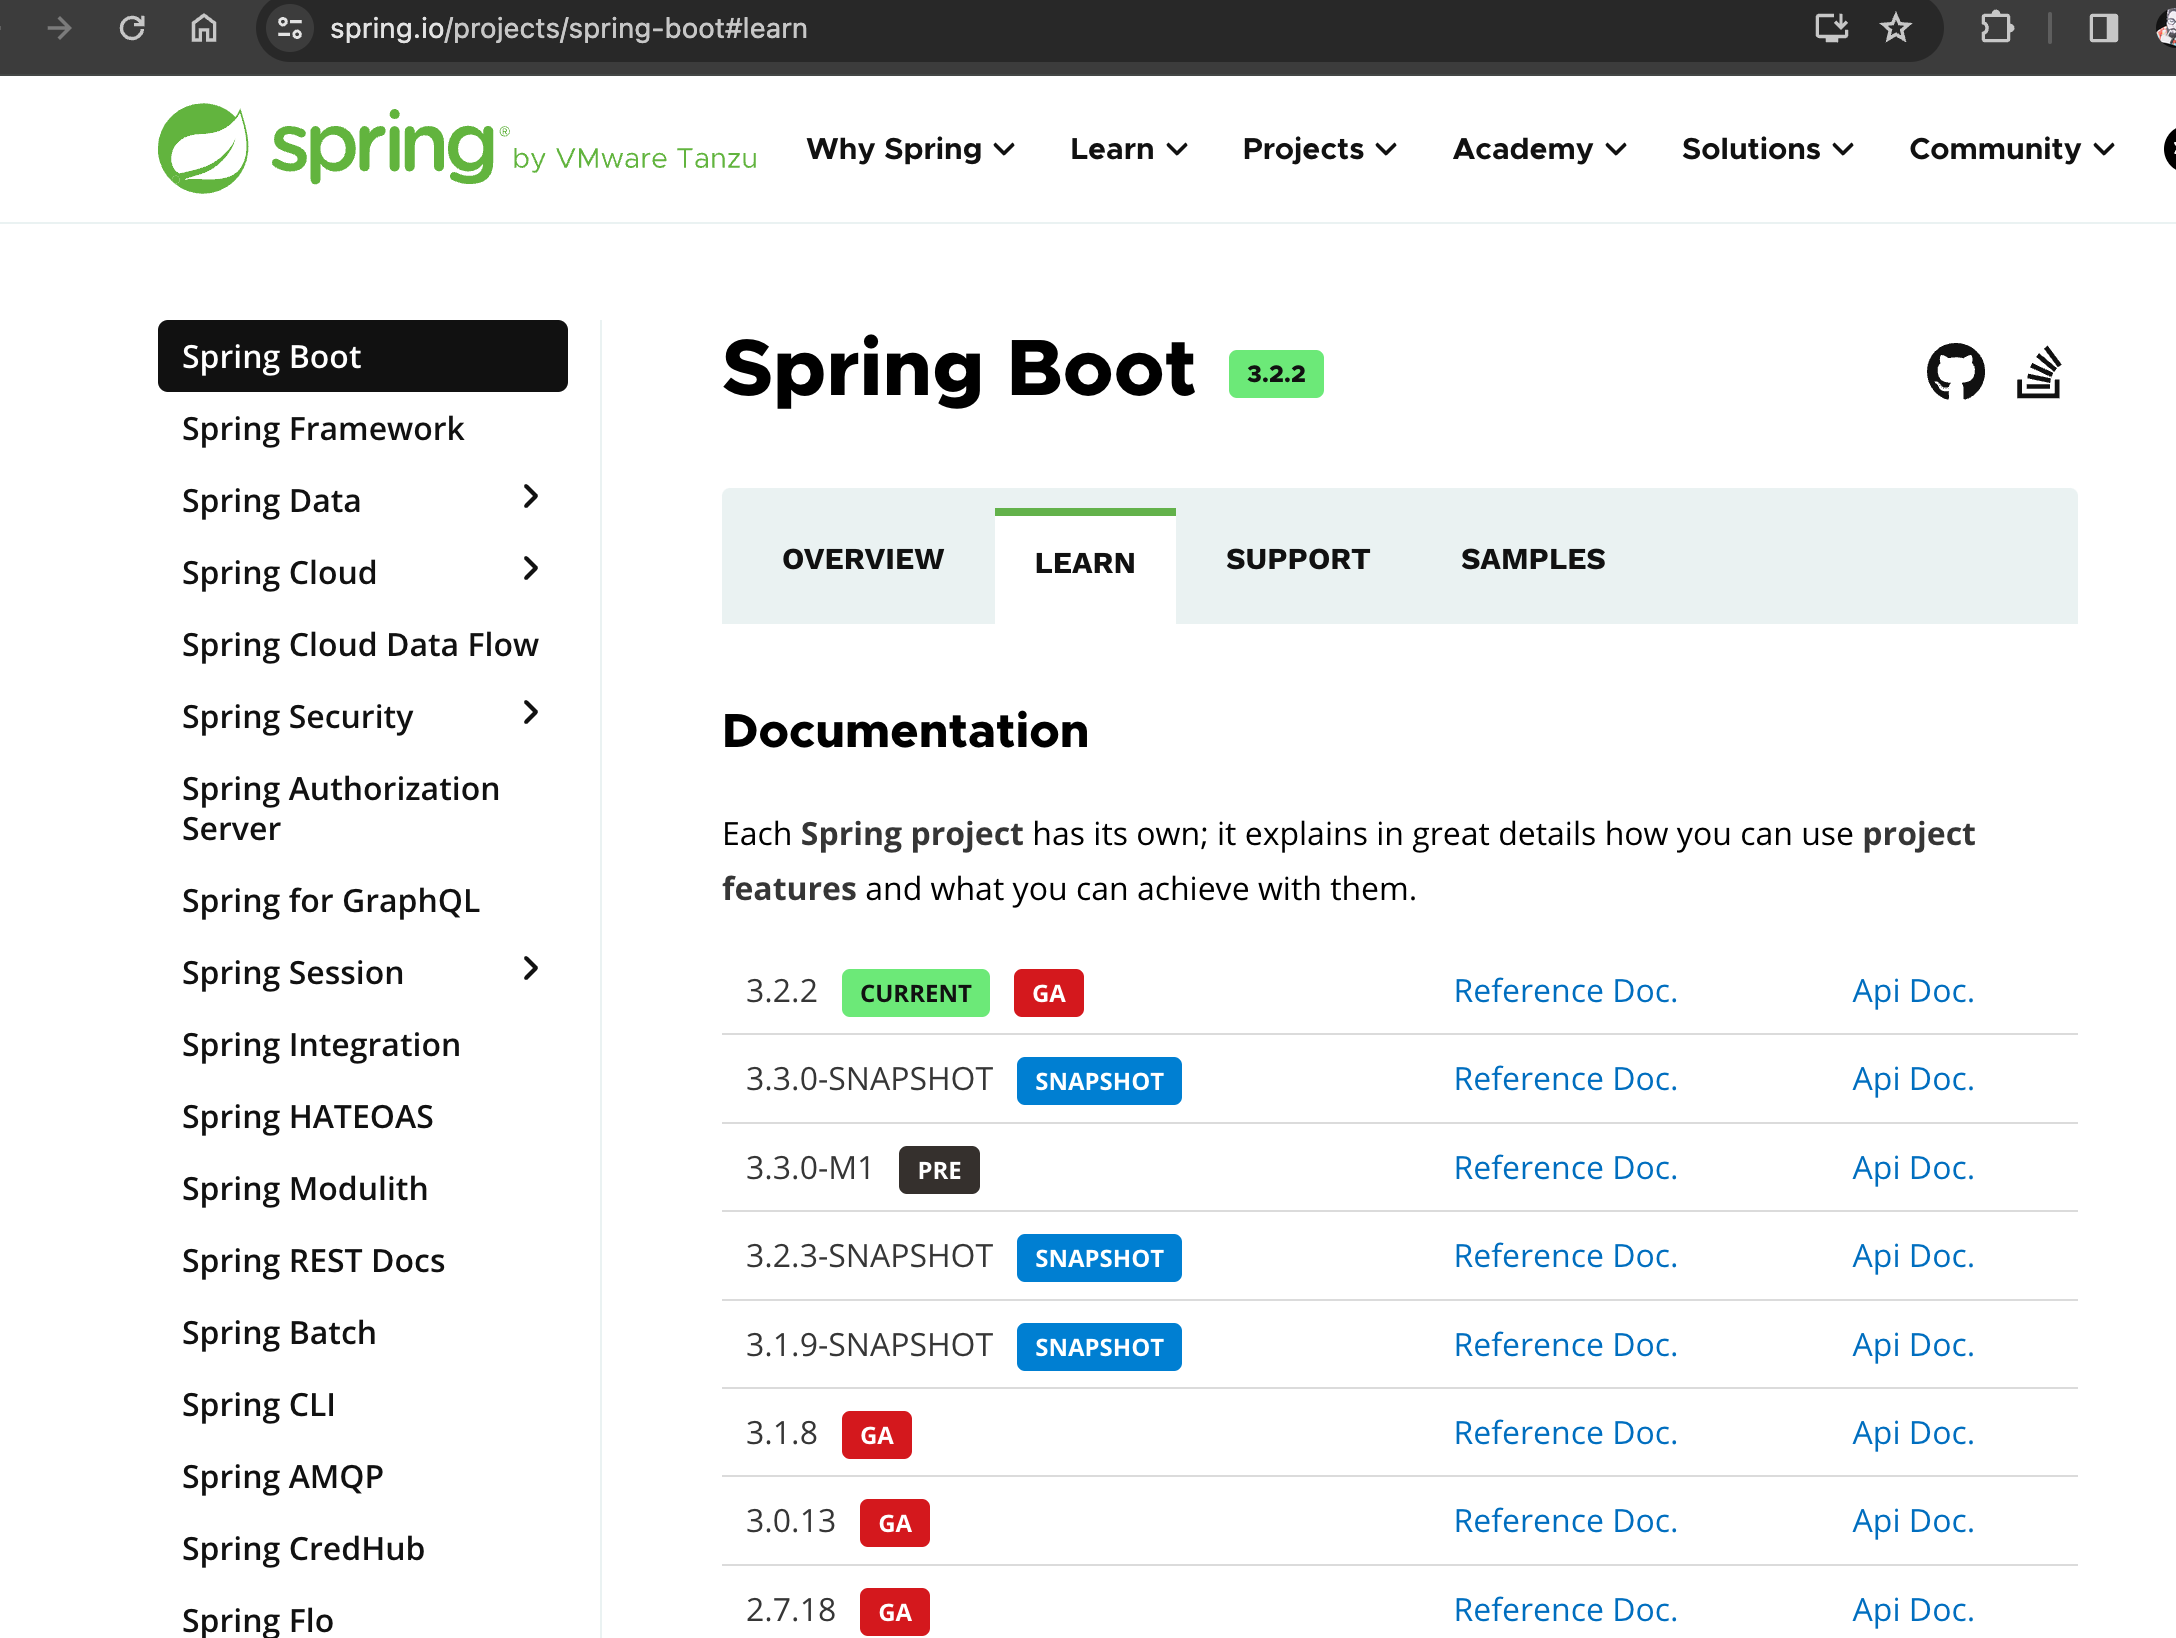 spring.io/projects/spring-boot#learn
spring® by VMware Tanzu
Why Spring
Learn
Projects
Academy
Solutions
Community
Spring Boot
Spring Framework
Spring Data
Spring Cloud
Spring Cloud Data Flow
Spring Security
Spring Authorization
Server
Spring for GraphQL
Spring Session
Spring Integration
Spring HATEOAS
Spring Modulith
Spring REST Docs
Spring Batch
Spring CLI
Spring AMQP
Spring CredHub
Spring Flo
Spring Boot 3.2.2
OVERVIEW LEARN SUPPORT SAMPLES
Documentation
Each Spring project has its own; it explains in great details how you can use project
features and what you can achieve with them.
3.2.2 CURRENT GA Reference Doc. Api Doc.
3.3.0-SNAPSHOT SNAPSHOT Reference Doc. Api Doc.
3.3.0-M1 PRE Reference Doc. Api Doc.
3.2.3-SNAPSHOT SNAPSHOT Reference Doc. Api Doc.
3.1.9-SNAPSHOT SNAPSHOT Reference Doc. Api Doc.
3.1.8 GA Reference Doc. Api Doc.
3.0.13 GA Reference Doc. Api Doc.
2.7.18 GA Reference Doc. Api Doc.